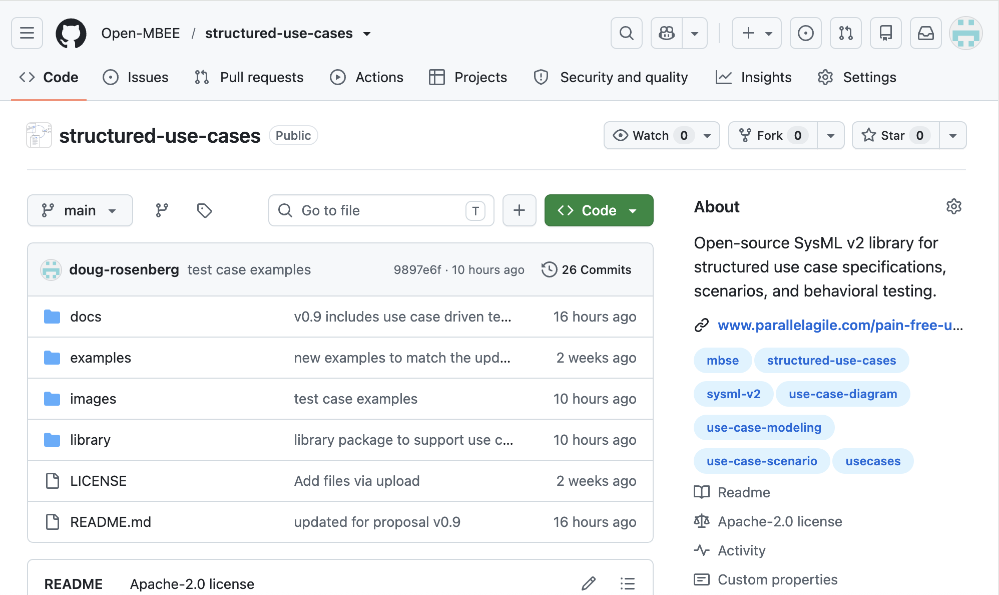 Open-MBEE / structured-use-cases
Code Issues Pull requests Actions Projects Security and quality Insights Settings
structured-use-cases Public
Watch 0 Fork 0 Star 0
main
Go to file T
Code
doug-rosenberg test case examples 9897e6f · 10 hours ago 26 Commits
docs v0.9 includes use case driven te... 16 hours ago
examples new examples to match the upd... 2 weeks ago
images test case examples 10 hours ago
library library package to support use c... 10 hours ago
LICENSE Add files via upload 2 weeks ago
README.md updated for proposal v0.9 16 hours ago
README Apache-2.0 license
About
Open-source SysML v2 library for
structured use case specifications,
scenarios, and behavioral testing.
www.parallelagile.com/pain-free-u...
mbse structured-use-cases
sysml-v2 use-case-diagram
use-case-modeling
use-case-scenario usecases
Readme
Apache-2.0 license
Activity
Custom properties